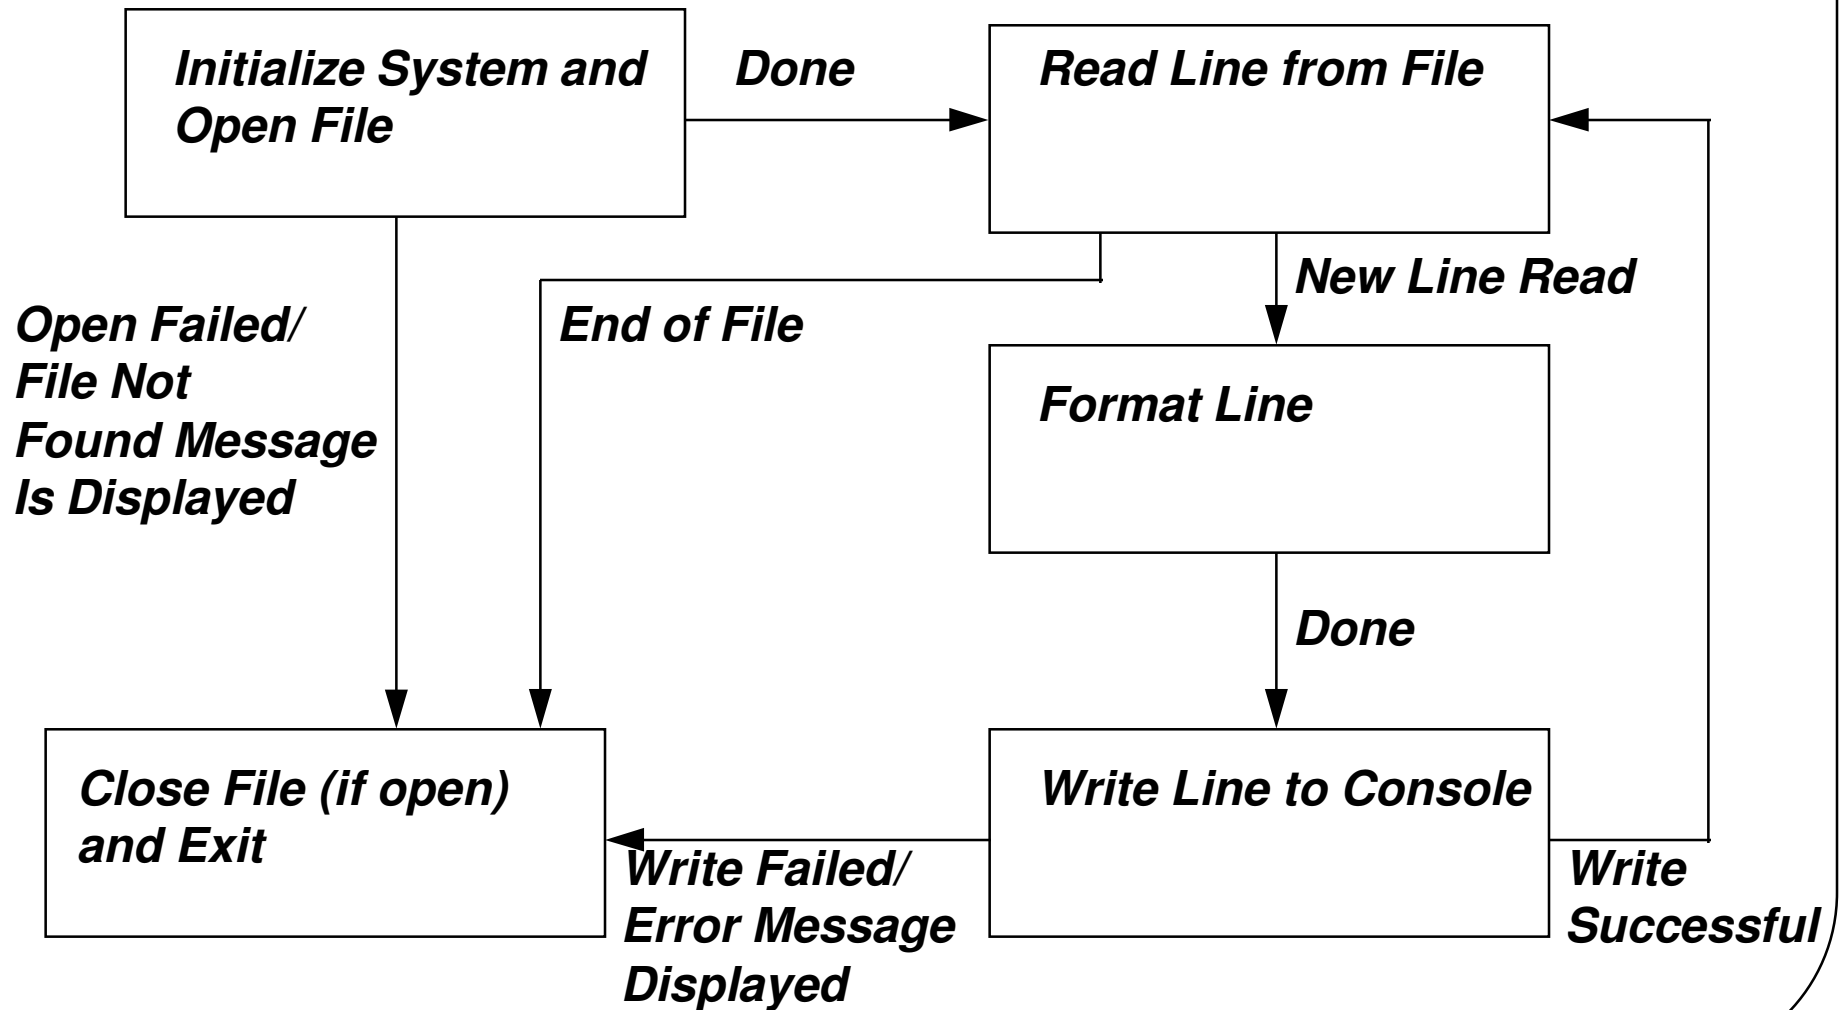 Initialize System and
Open File
Done
Read Line from File
New Line Read
Open Failed/
File Not
Found Message
Is Displayed
End of File
Format Line
Done
Close File (if open)
and Exit
Write Line to Console
Write Failed/
Error Message
Displayed
Write
Successful